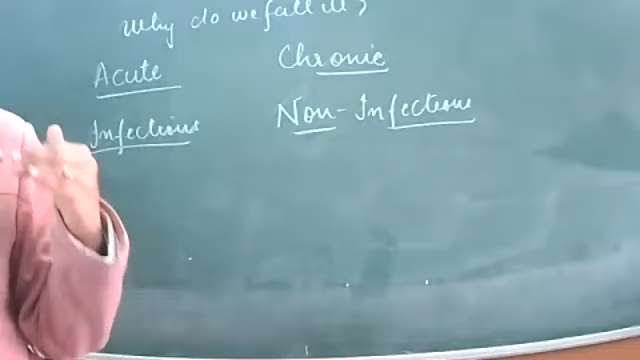 Why do we fall ill?
Acute Chronic
Infectious Non-Infectious